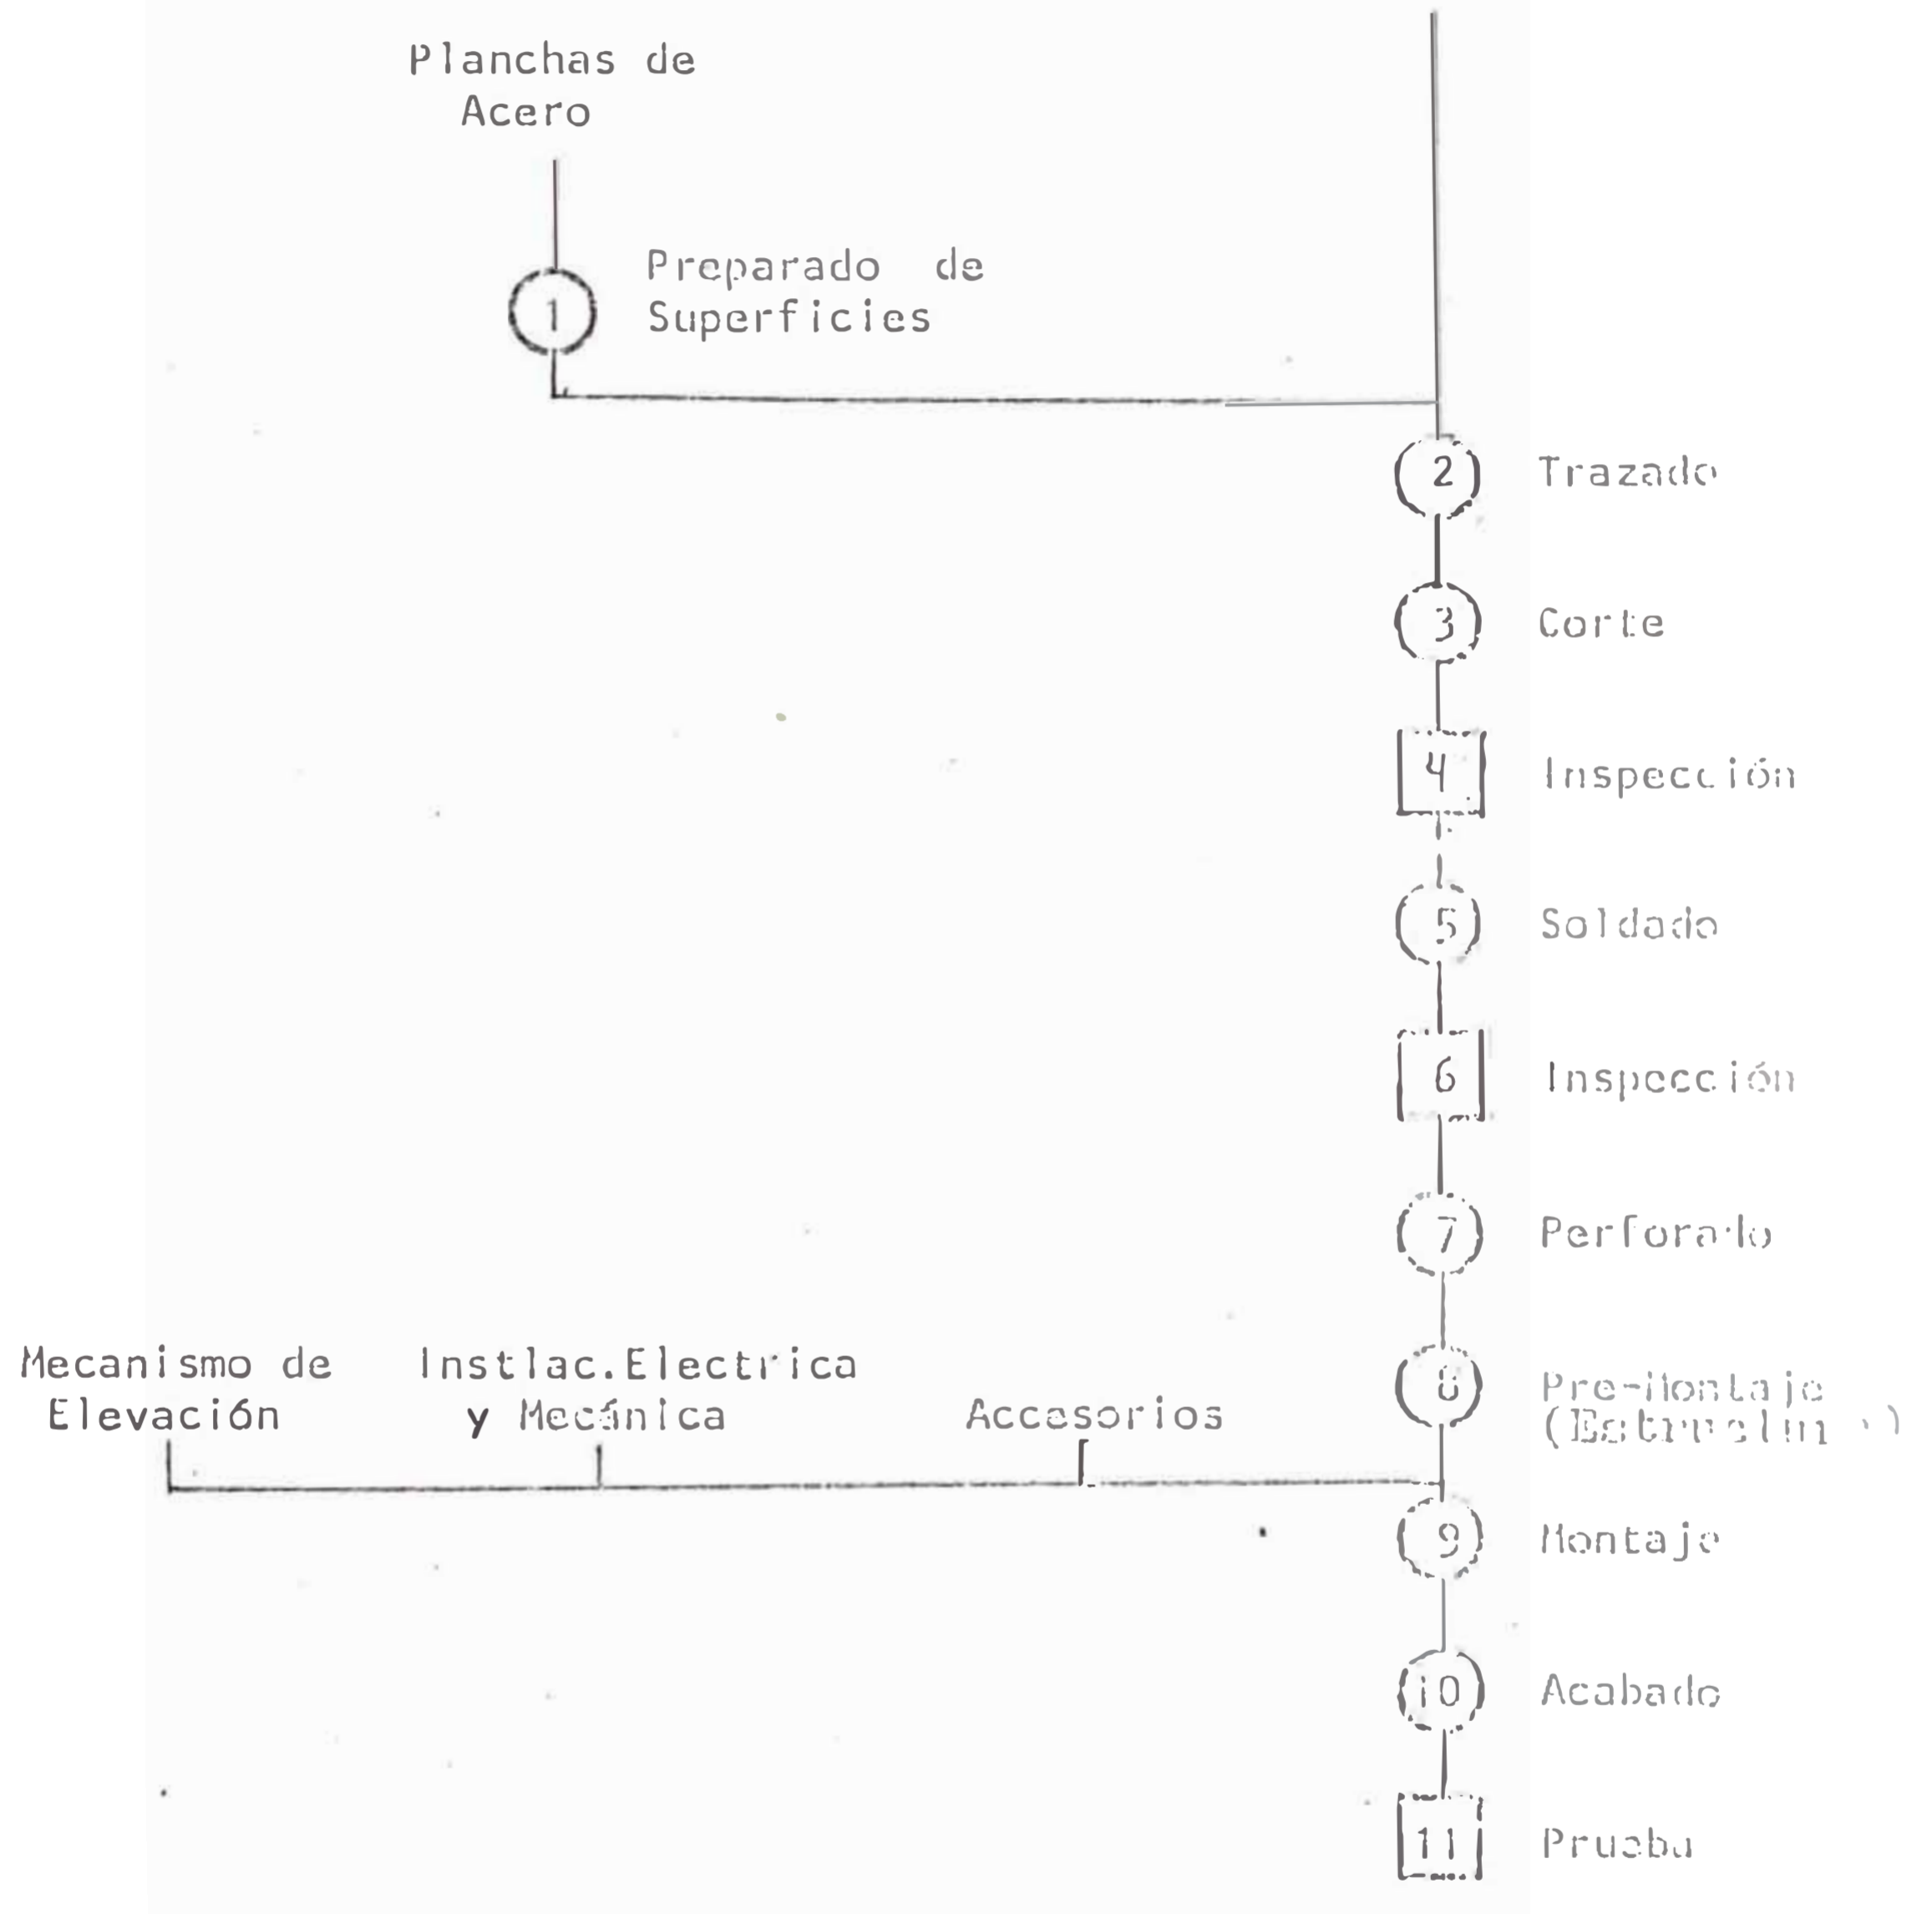 Planchas de
Acero
1
Preparado de
Superficies
2 Trazado
3 Corte
4 Inspección
5 Soldado
6 Inspección
7 Perforado
Mecanismo de
Elevación
Instlac.Electrica
y Mecánica
Accesorios
8 Pre-Montaje
9 Montaje
10 Acabado
11 Prueba